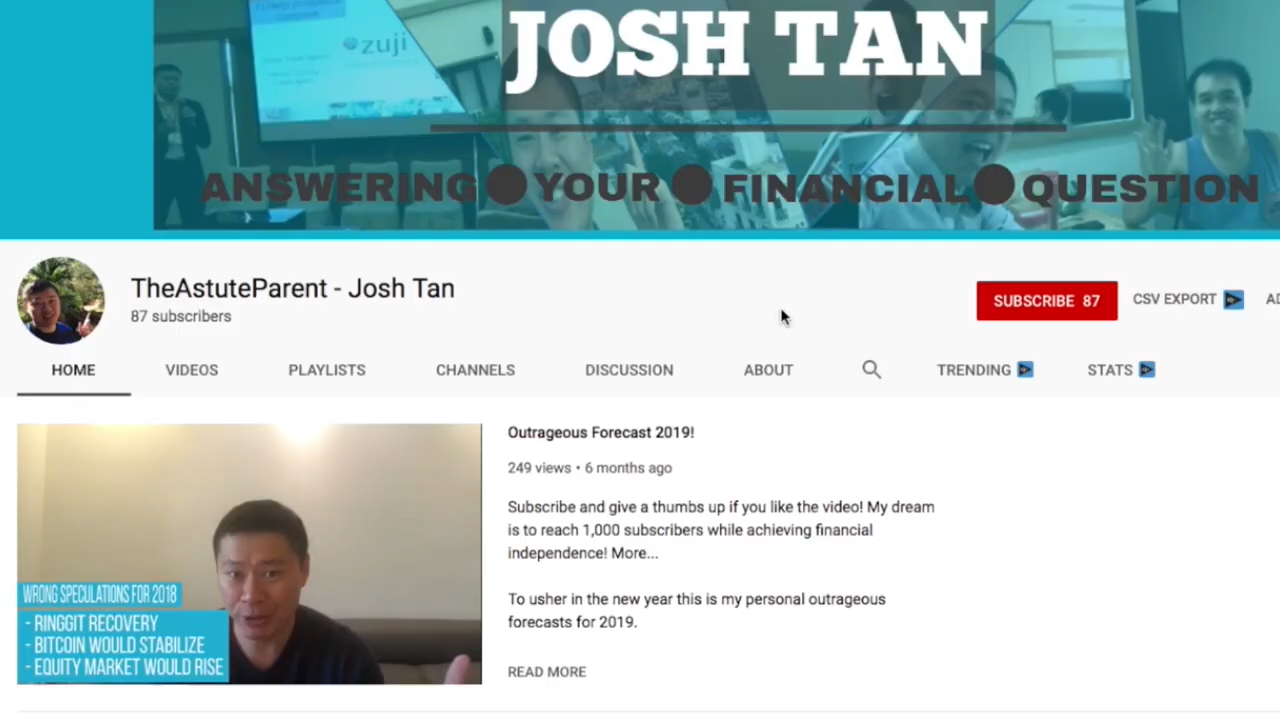 zuji
JOSH TAN
ANSWERING YOUR FINANCIAL QUESTION
TheAstuteParent - Josh Tan
87 subscribers
SUBSCRIBE 87
CSV EXPORT
HOME
VIDEOS
PLAYLISTS
CHANNELS
DISCUSSION
ABOUT
TRENDING
STATS
Outrageous Forecast 2019!
249 views • 6 months ago
Subscribe and give a thumbs up if you like the video! My dream
is to reach 1,000 subscribers while achieving financial
independence! More...
To usher in the new year this is my personal outrageous
forecasts for 2019.
READ MORE
WRONG SPECULATIONS FOR 2018
- RINGGIT RECOVERY
- BITCOIN WOULD STABILIZE
- EQUITY MARKET WOULD RISE